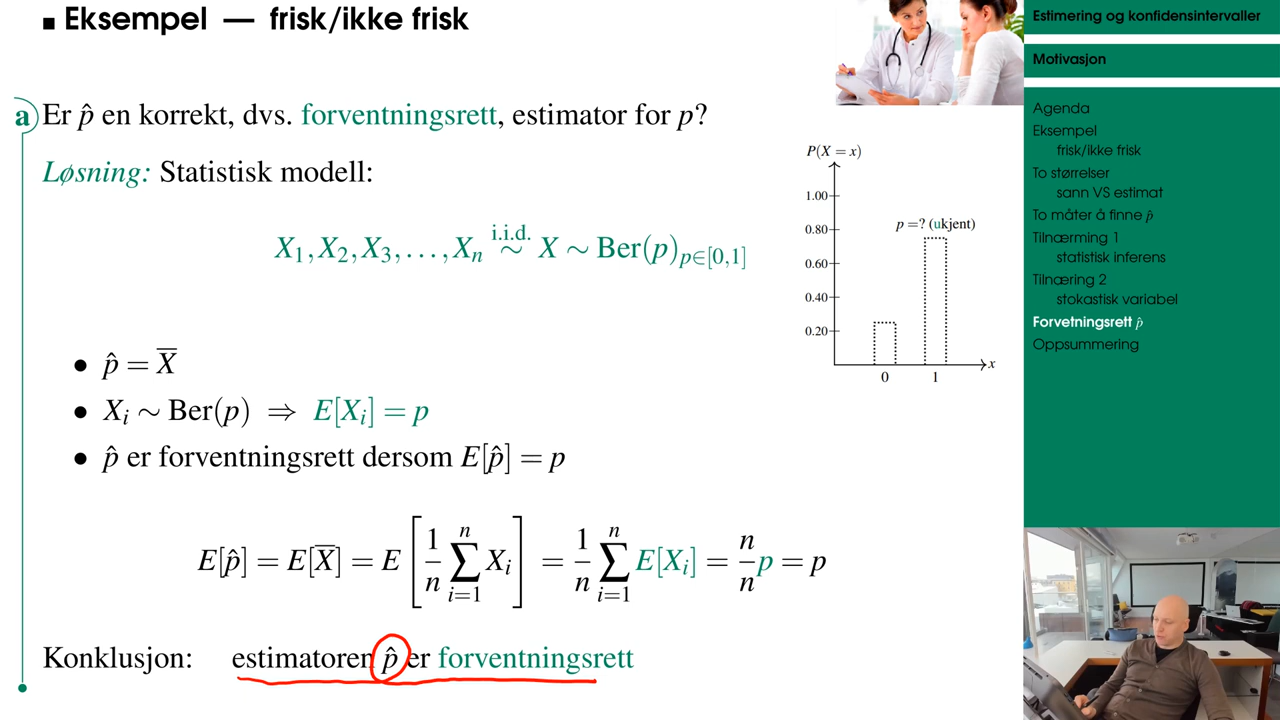 Eksempel — frisk/ikke frisk
a Er p̂ en korrekt, dvs. forventningsrett, estimator for p?
Løsning: Statistisk modell:
X₁, X₂, X₃, ..., Xₙ i.i.d. ~ X ~ Ber(p)_{p∈[0,1]}
• p̂ = X̅
• Xᵢ ~ Ber(p) ⇒ E[Xᵢ] = p
• p̂ er forventningsrett dersom E[p̂] = p
E[p̂] = E[X̅] = E[1/n ∑_{i=1}^{n} Xᵢ] = 1/n ∑_{i=1}^{n} E[Xᵢ] = n/n p = p
Konklusjon: estimatoren p̂ er forventningsrett
P(X = x)
1.00
0.80
0.60
0.40
0.20
p =? (ukjent)
0 1 x
Estimering og konfidensintervaller
Motivasjon
Agenda
Eksempel
frisk/ikke frisk
To størrelser
sann VS estimat
To måter å finne p̂
Tilnærming 1
statistisk inferens
Tilnæring 2
stokastisk variabel
Forvetningsrett p̂
Oppsummering